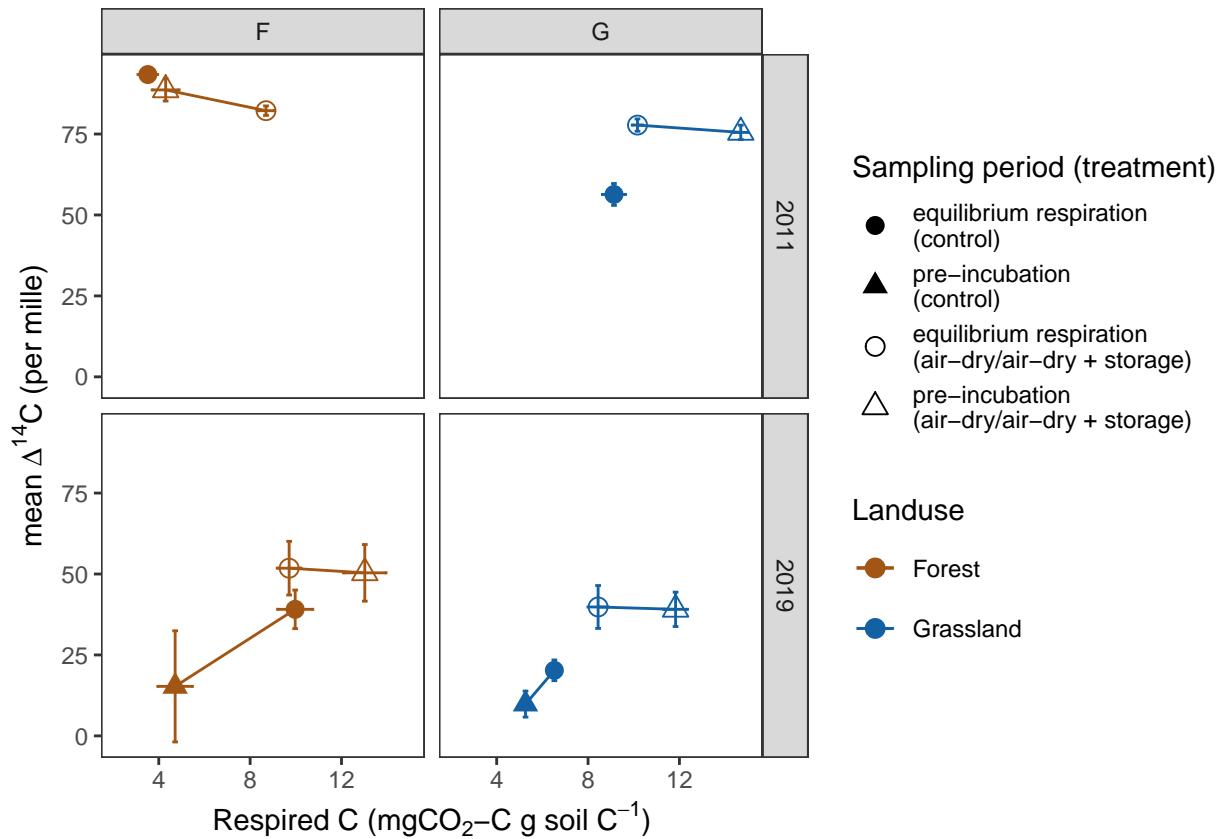 F
G
75
50
25
0
2011
75
50
25
0
2019
4
8
12
4
8
12
mean Δ¹⁴C (per mille)
Respired C (mgCO₂−C g soil C⁻¹)
Sampling period (treatment)
equilibrium respiration
(control)
pre−incubation
(control)
equilibrium respiration
(air−dry/air−dry + storage)
pre−incubation
(air−dry/air−dry + storage)
Landuse
Forest
Grassland